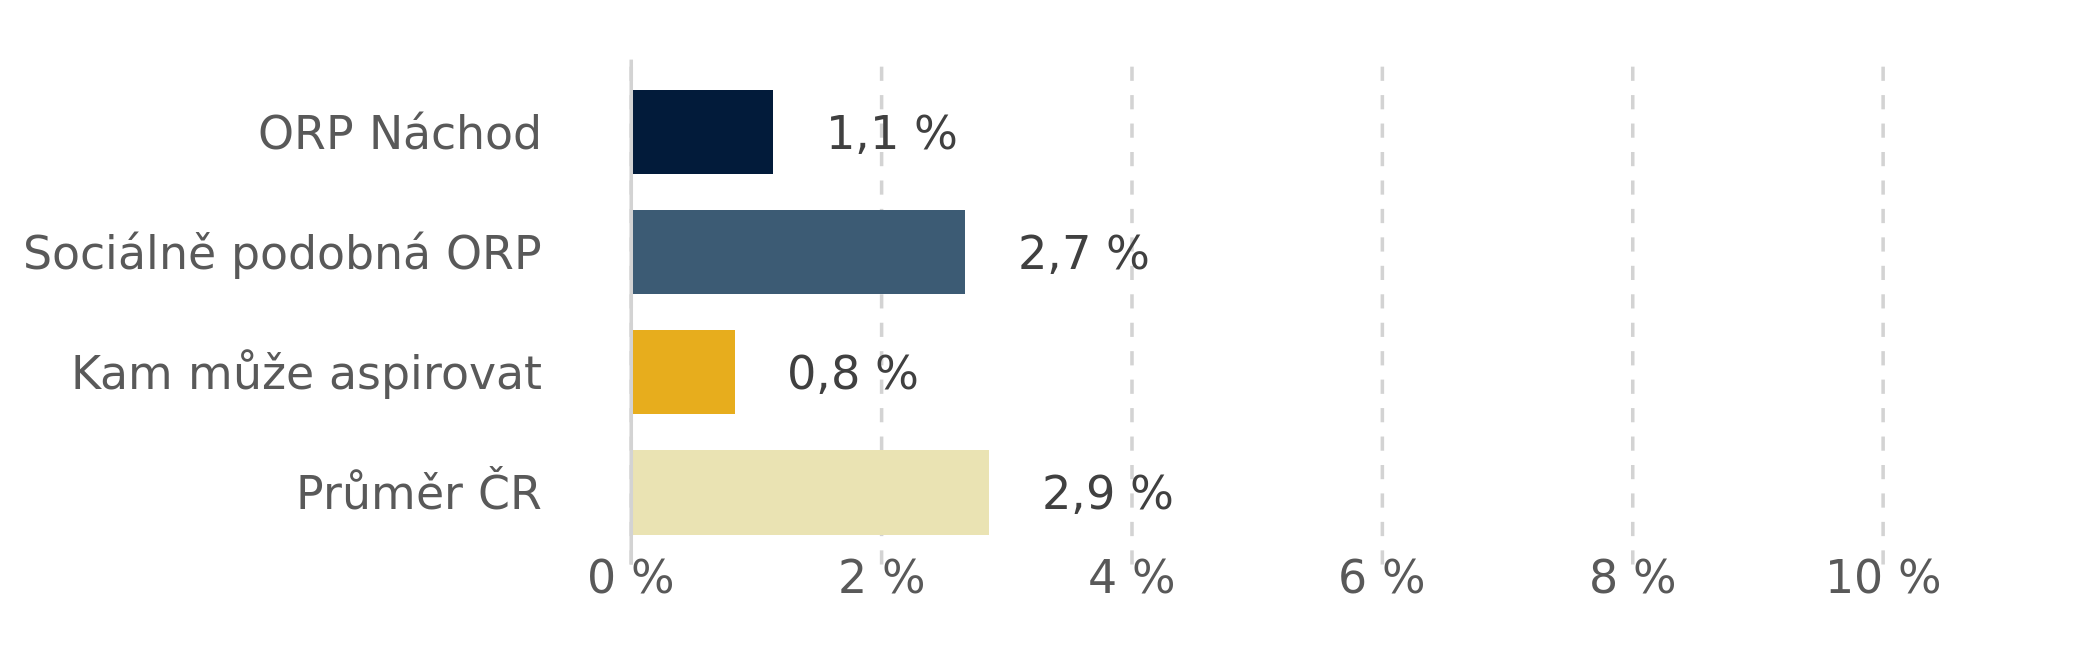 ORP Náchod 1,1 %
Sociálně podobná ORP 2,7 %
Kam může aspirovat 0,8 %
Průměr ČR 2,9 %
0 % 2 % 4 % 6 % 8 % 10 %